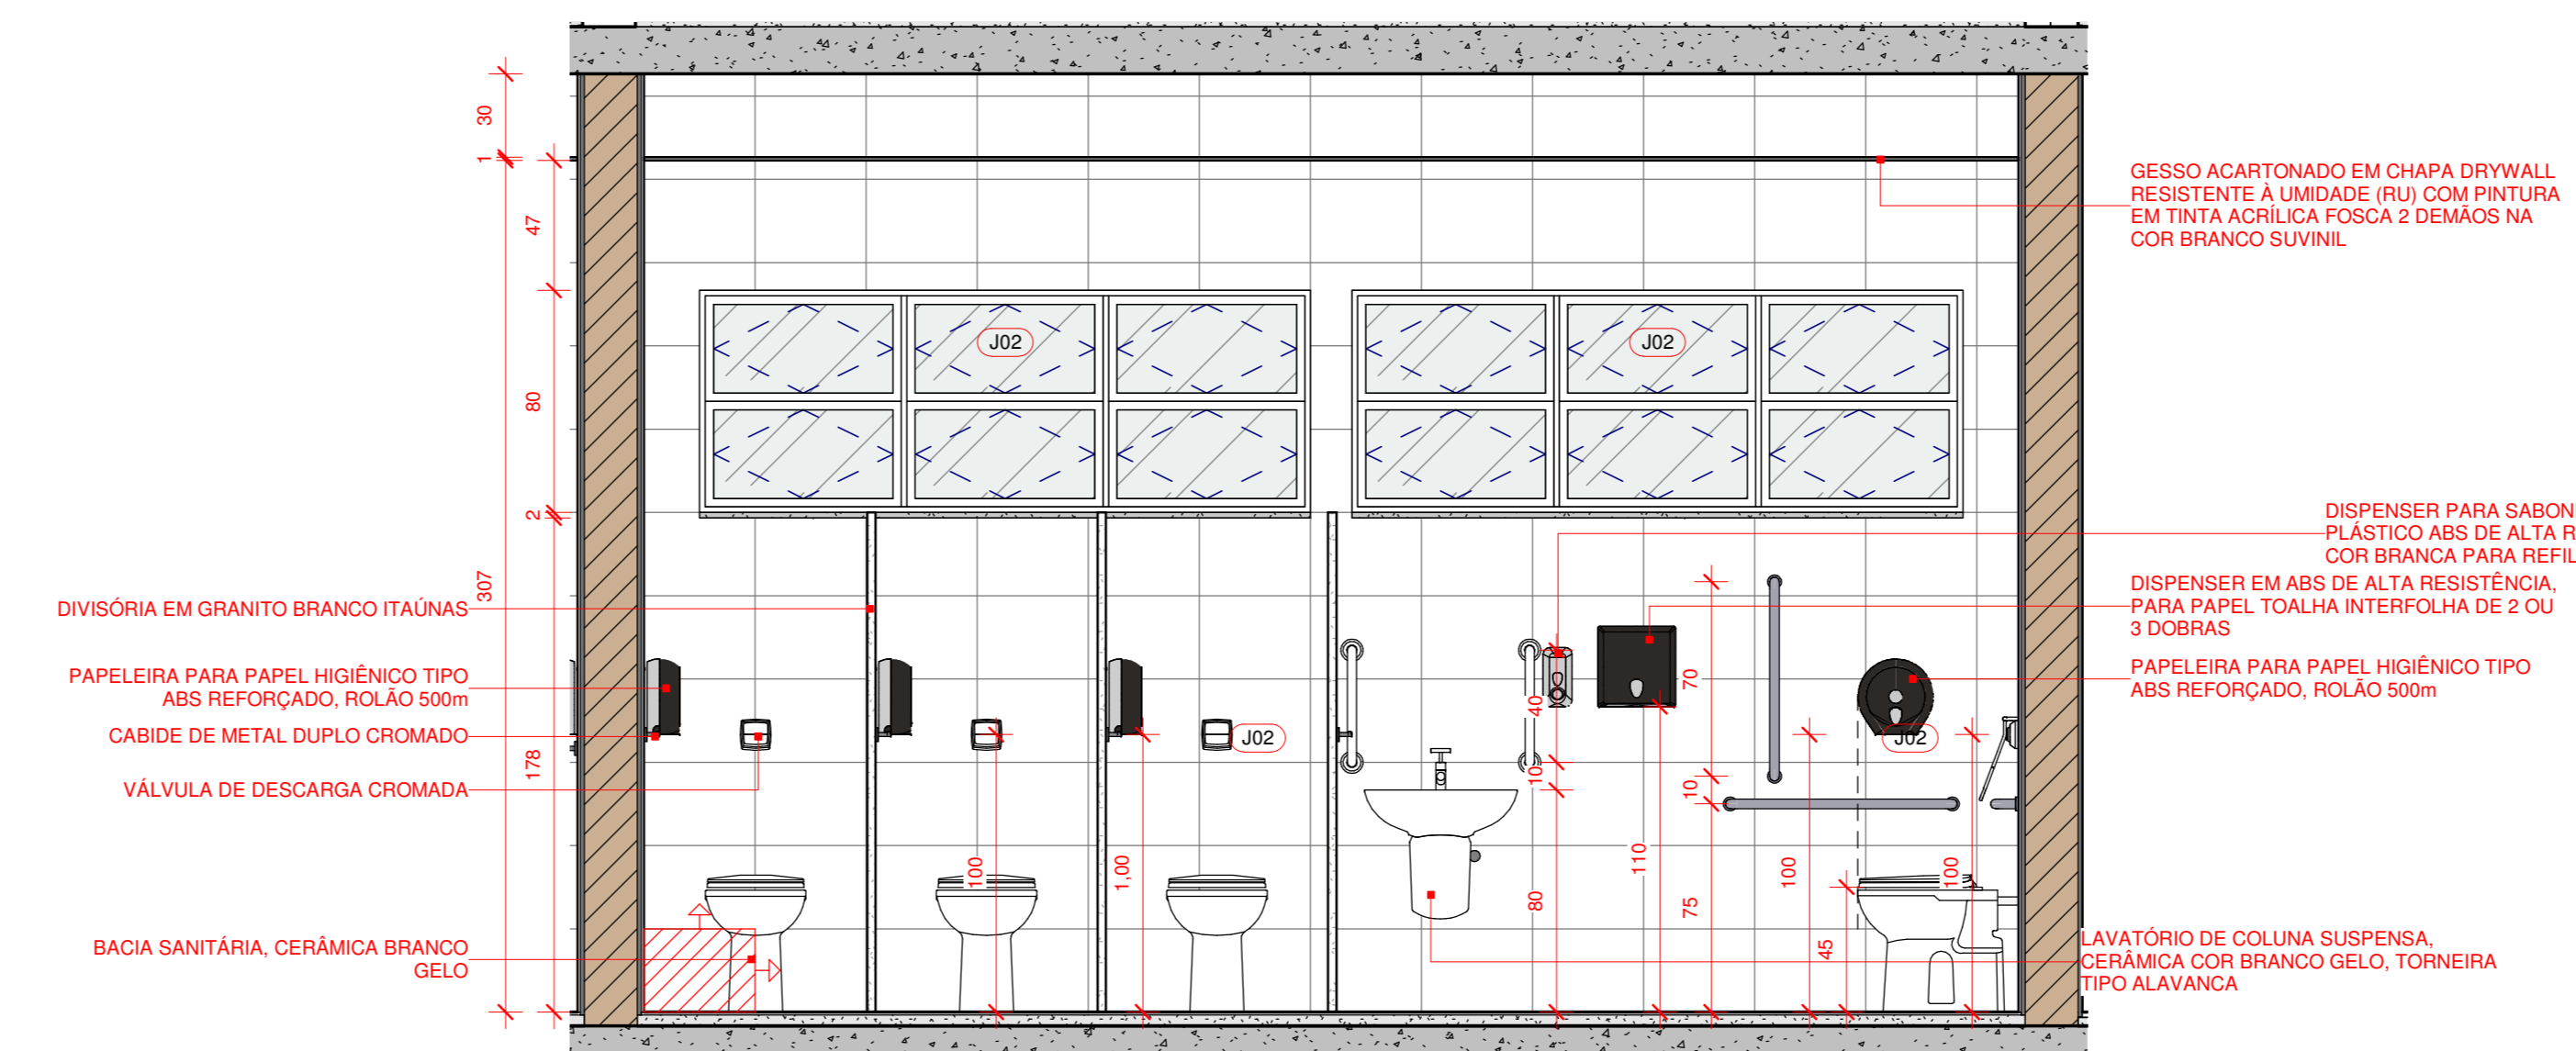 30
1
47
80
2
307
178
GESSO ACARTONADO EM CHAPA DRYWALL
RESISTENTE À UMIDADE (RU) COM PINTURA
EM TINTA ACRÍLICA FOSCA 2 DEMÃOS NA
COR BRANCO SUVINIL
J02
J02
DISPENSER PARA SABON
PLÁSTICO ABS DE ALTA R
COR BRANCA PARA REFIL
DISPENSER EM ABS DE ALTA RESISTÊNCIA,
PARA PAPEL TOALHA INTERFOLHA DE 2 OU
3 DOBRAS
PAPELEIRA PARA PAPEL HIGIÊNICO TIPO
ABS REFORÇADO, ROLÃO 500m
LAVATÓRIO DE COLUNA SUSPENSA,
CERÂMICA COR BRANCO GELO, TORNEIRA
TIPO ALAVANCA
DIVISÓRIA EM GRANITO BRANCO ITAÚNAS
PAPELEIRA PARA PAPEL HIGIÊNICO TIPO
ABS REFORÇADO, ROLÃO 500m
CABIDE DE METAL DUPLO CROMADO
VÁLVULA DE DESCARGA CROMADA
BACIA SANITÁRIA, CERÂMICA BRANCO
GELO
J02
J02
100
1,00
40
10
80
110
70
10
75
100
45
100